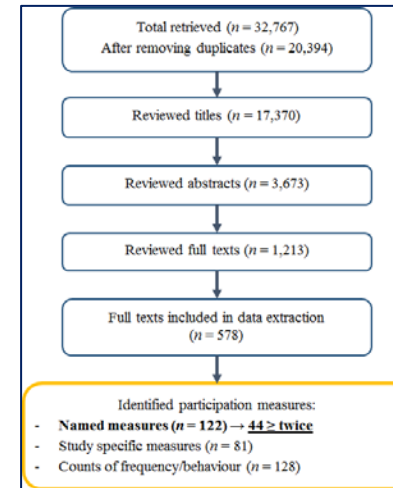 Total retrieved (n = 32,767)
After removing duplicates (n = 20,394)
Reviewed titles (n = 17,370)
Reviewed abstracts (n = 3,673)
Reviewed full texts (n = 1,213)
Full texts included in data extraction
(n = 578)
Identified participation measures:
- Named measures (n = 122) → 44 ≥ twice
- Study specific measures (n = 81)
- Counts of frequency/behaviour (n = 128)